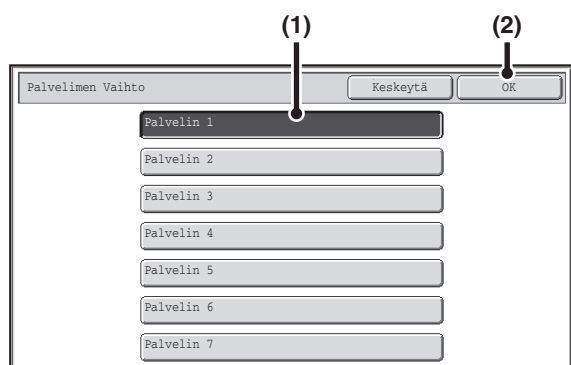 (1) (2)
Palvelimen Vaihto Keskeytä OK
Palvelin 1
Palvelin 2
Palvelin 3
Palvelin 4
Palvelin 5
Palvelin 6
Palvelin 7